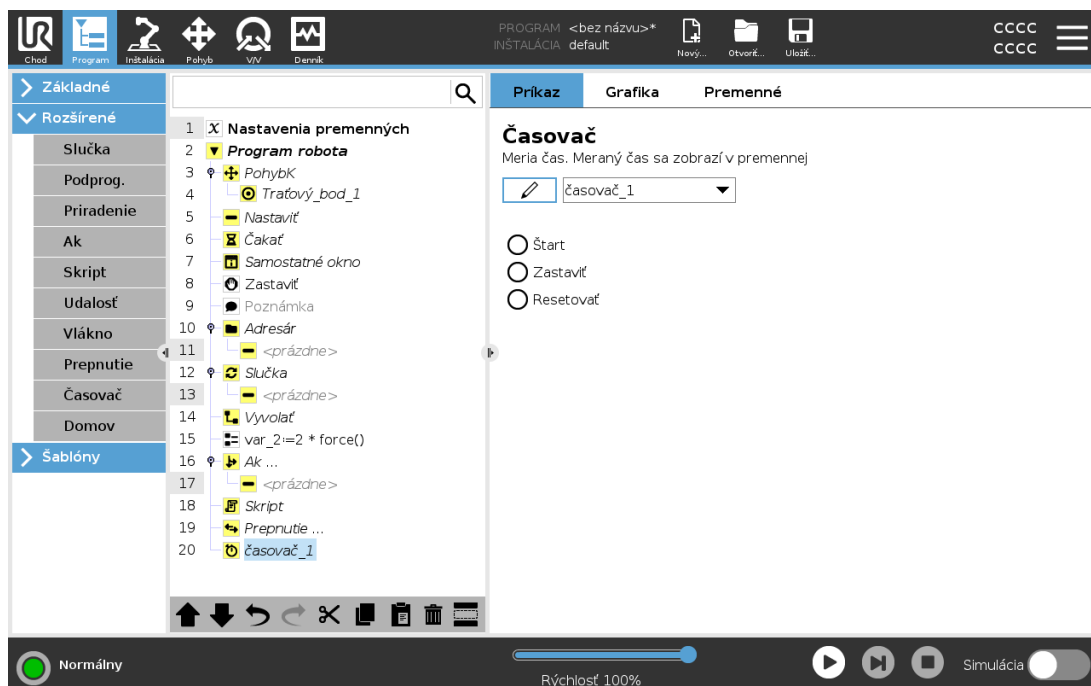 PROGRAM <bez názvu>*
INŠTALÁCIA default
Chod
Program
Inštalácia
Pohyb
V/V
Denník
Nový...
Otvoriť...
Uložiť...
CCCC
CCCC
Základné
Rozšírené
Slučka
Podprog.
Priradenie
Ak
Skript
Udalosť
Vlákno
Prepnutie
Časovač
Domov
Šablóny
1 X Nastavenia premenných
2 Program robota
3 PohybK
4 Traťový_bod_1
5 Nastaviť
6 Čakať
7 Samostatné okno
8 Zastaviť
9 Poznámka
10 Adresár
11 <prázdne>
12 Slučka
13 <prázdne>
14 Vyvolať
15 var_2:=2 * force()
16 Ak ...
17 <prázdne>
18 Skript
19 Prepnutie ...
20 časovač_1
Príkaz Grafika Premenné
Časovač
Meria čas. Meraný čas sa zobrazí v premennej
časovač_1
Štart
Zastaviť
Resetovať
Normálny
Rýchlosť 100%
Simulácia